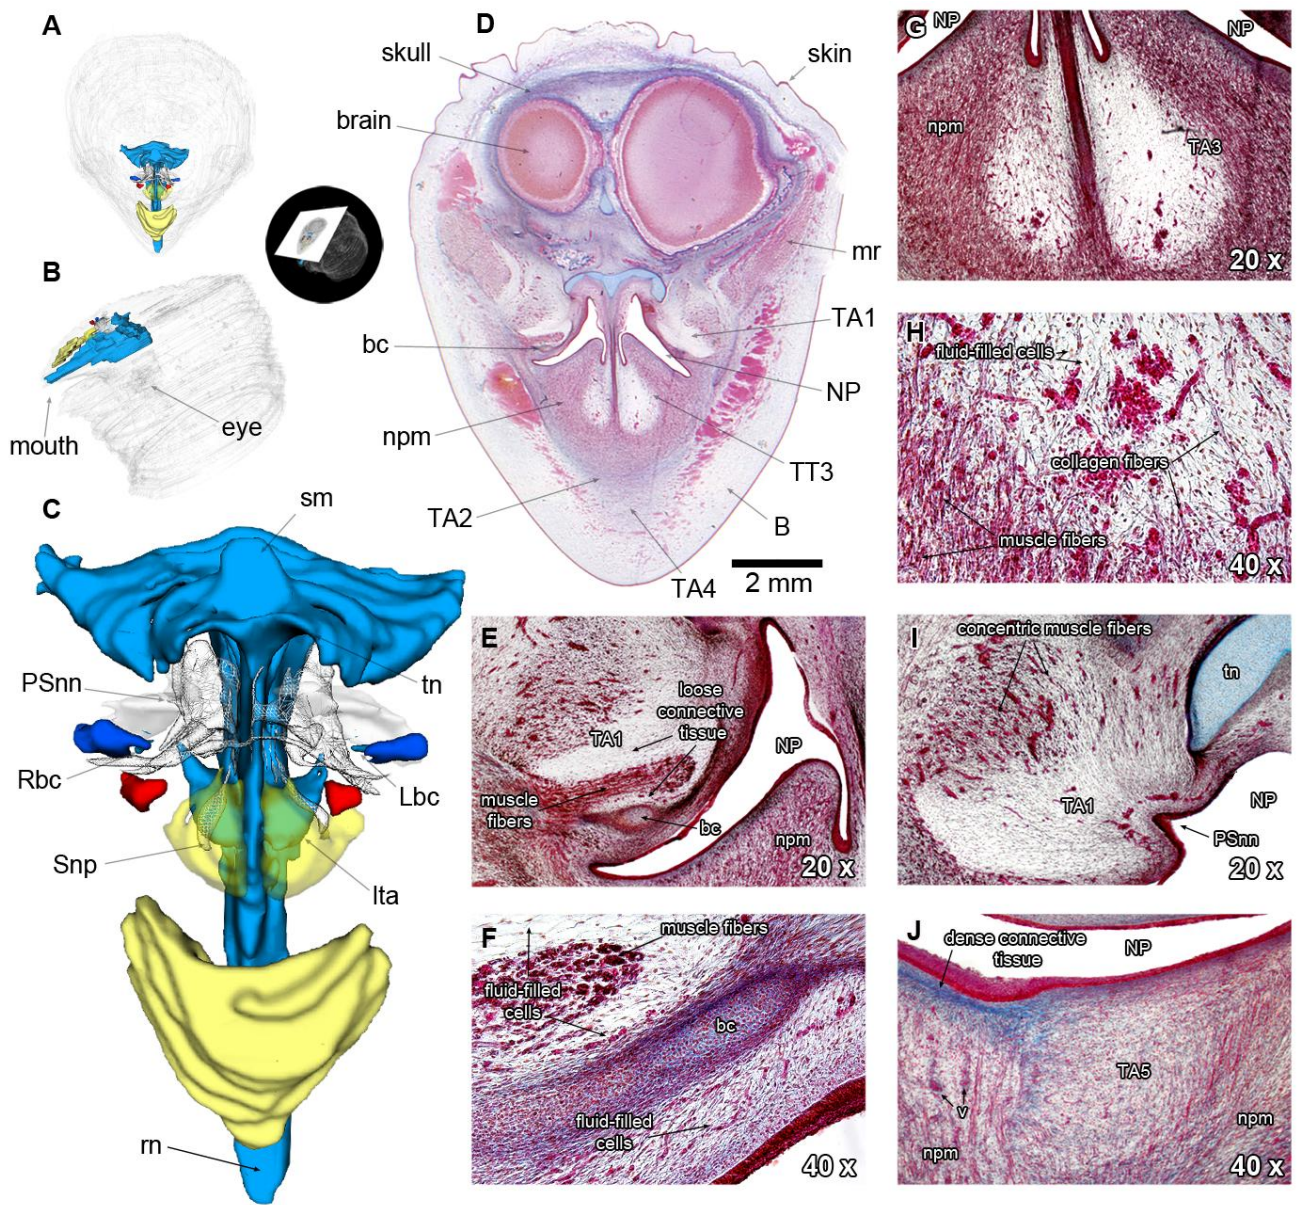 A
B
mouth
eye
C
sm
PSnn
tn
Rbc
Lbc
Snp
lta
rn
D
skull
skin
brain
mr
TA1
bc
NP
npm
TT3
TA2
B
TA4
2 mm
E
loose
connective
tissue
TA1
NP
muscle
fibers
bc
npm
20 x
F
muscle fibers
fluid-filled
cells
bc
fluid-filled
cells
40 x
G
NP
NP
npm
TA3
20 x
H
fluid-filled cells
collagen fibers
muscle fibers
40 x
I
concentric muscle fibers
tn
TA1
NP
PSnn
20 x
J
dense connective
tissue
NP
TA5
v
npm
npm
40 x